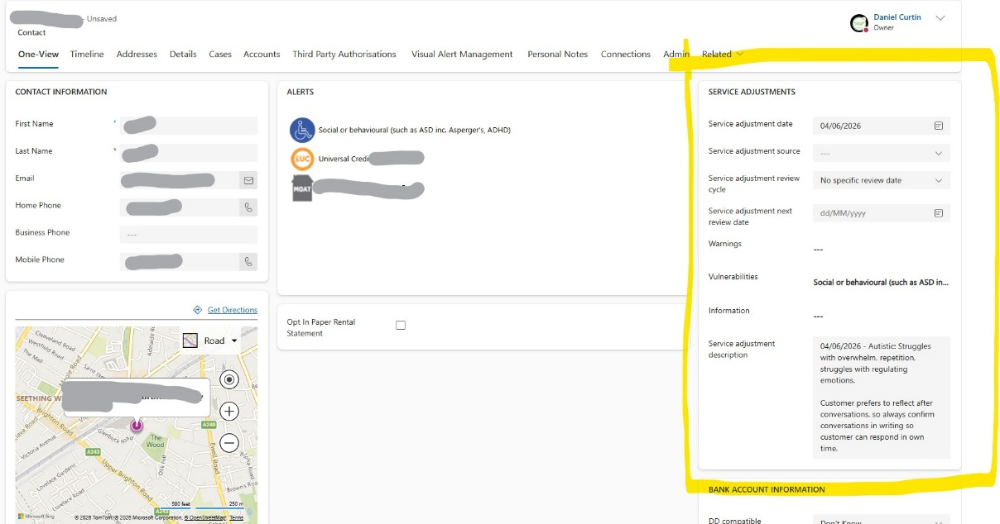 - Unsaved
Contact
Daniel Curtin
Owner
One-View Timeline Addresses Details Cases Accounts Third Party Authorisations Visual Alert Management Personal Notes Connections Admin Related
CONTACT INFORMATION
First Name *
Last Name *
Email
Home Phone
Business Phone ---
Mobile Phone
Get Directions
Road
Cleaveland Road
Westfield Road
The Mall
Adelaide Rd
Maple Road
SEETHING W
Brighton Road
Victoria Avenue
Glenbuck Road
The
Wood
A240
A243
Upper Brighton Road
Oak Hill
Ewell Road
Lovelace Gardens
Lovelace Road
Browns Road
A243
500 feet 250 m
Microsoft Bing
© 2026 TomTom, © 2026 Microsoft Corporation, © OpenStreetMap Terms
ALERTS
Social or behavioural (such as ASD inc. Asperger's, ADHD)
£UC Universal Credi
MOAT
Opt In Paper Rental
Statement
SERVICE ADJUSTMENTS
Service adjustment date 04/06/2026
Service adjustment source ---
Service adjustment review
cycle
No specific review date
Service adjustment next
review date
dd/MM/yyyy
Warnings ---
Vulnerabilities Social or behavioural (such as ASD in...
Information ---
Service adjustment
description
04/06/2026 - Autistic: Struggles
with overwhelm, repetition,
struggles with regulating
emotions.
Customer prefers to reflect after
conversations, so always confirm
conversations in writing so
customer can respond in own
time.
BANK ACCOUNT INFORMATION
DD compatible Don't Know